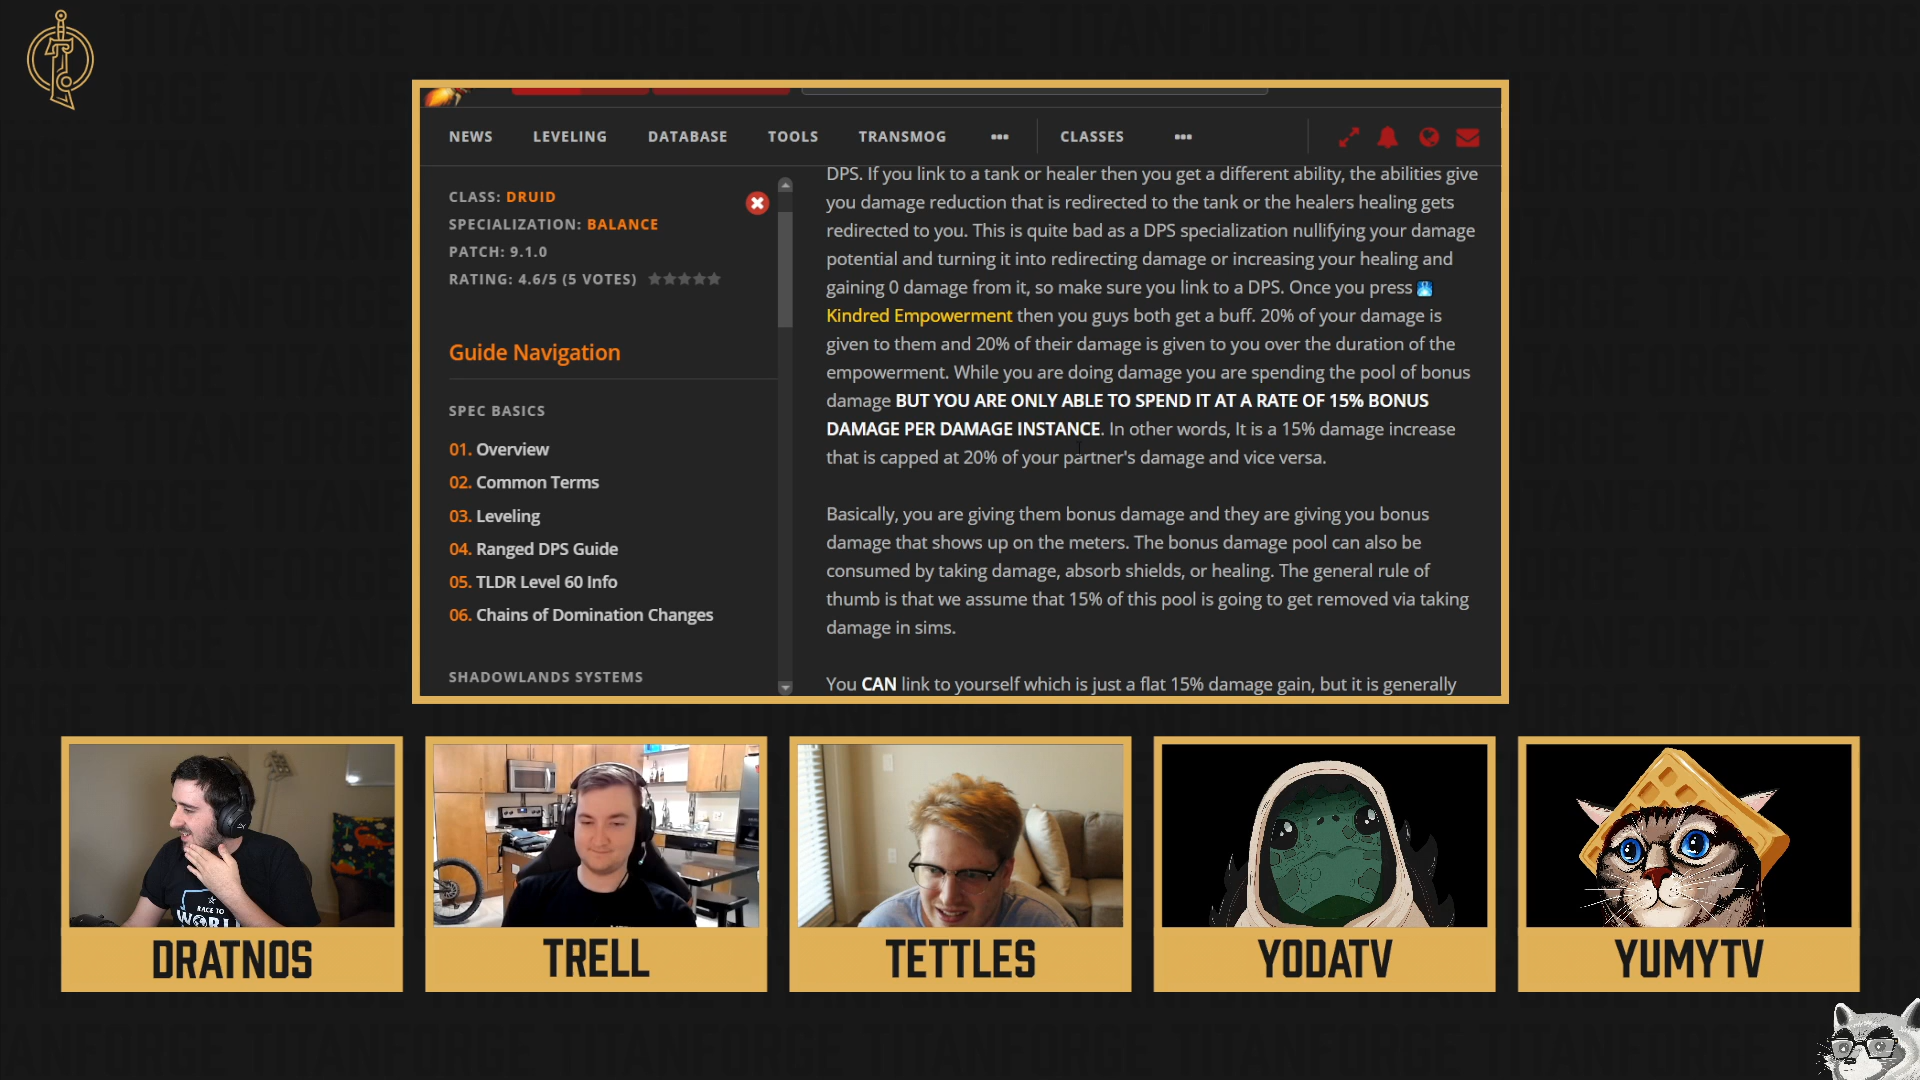 NEWS LEVELING DATABASE TOOLS TRANSMOG ••• CLASSES •••
CLASS: DRUID
SPECIALIZATION: BALANCE
PATCH: 9.1.0
RATING: 4.6/5 (5 VOTES)
Guide Navigation
SPEC BASICS
01. Overview
02. Common Terms
03. Leveling
04. Ranged DPS Guide
05. TLDR Level 60 Info
06. Chains of Domination Changes
SHADOWLANDS SYSTEMS
DPS. If you link to a tank or healer then you get a different ability, the abilities give
you damage reduction that is redirected to the tank or the healers healing gets
redirected to you. This is quite bad as a DPS specialization nullifying your damage
potential and turning it into redirecting damage or increasing your healing and
gaining 0 damage from it, so make sure you link to a DPS. Once you press
Kindred Empowerment then you guys both get a buff. 20% of your damage is
given to them and 20% of their damage is given to you over the duration of the
empowerment. While you are doing damage you are spending the pool of bonus
damage BUT YOU ARE ONLY ABLE TO SPEND IT AT A RATE OF 15% BONUS
DAMAGE PER DAMAGE INSTANCE. In other words, It is a 15% damage increase
that is capped at 20% of your partner's damage and vice versa.
Basically, you are giving them bonus damage and they are giving you bonus
damage that shows up on the meters. The bonus damage pool can also be
consumed by taking damage, absorb shields, or healing. The general rule of
thumb is that we assume that 15% of this pool is going to get removed via taking
damage in sims.
You CAN link to yourself which is just a flat 15% damage gain, but it is generally
RACE TO
WORLD
DRATNOS
TRELL
TETTLES
YODATV
YUMYTV